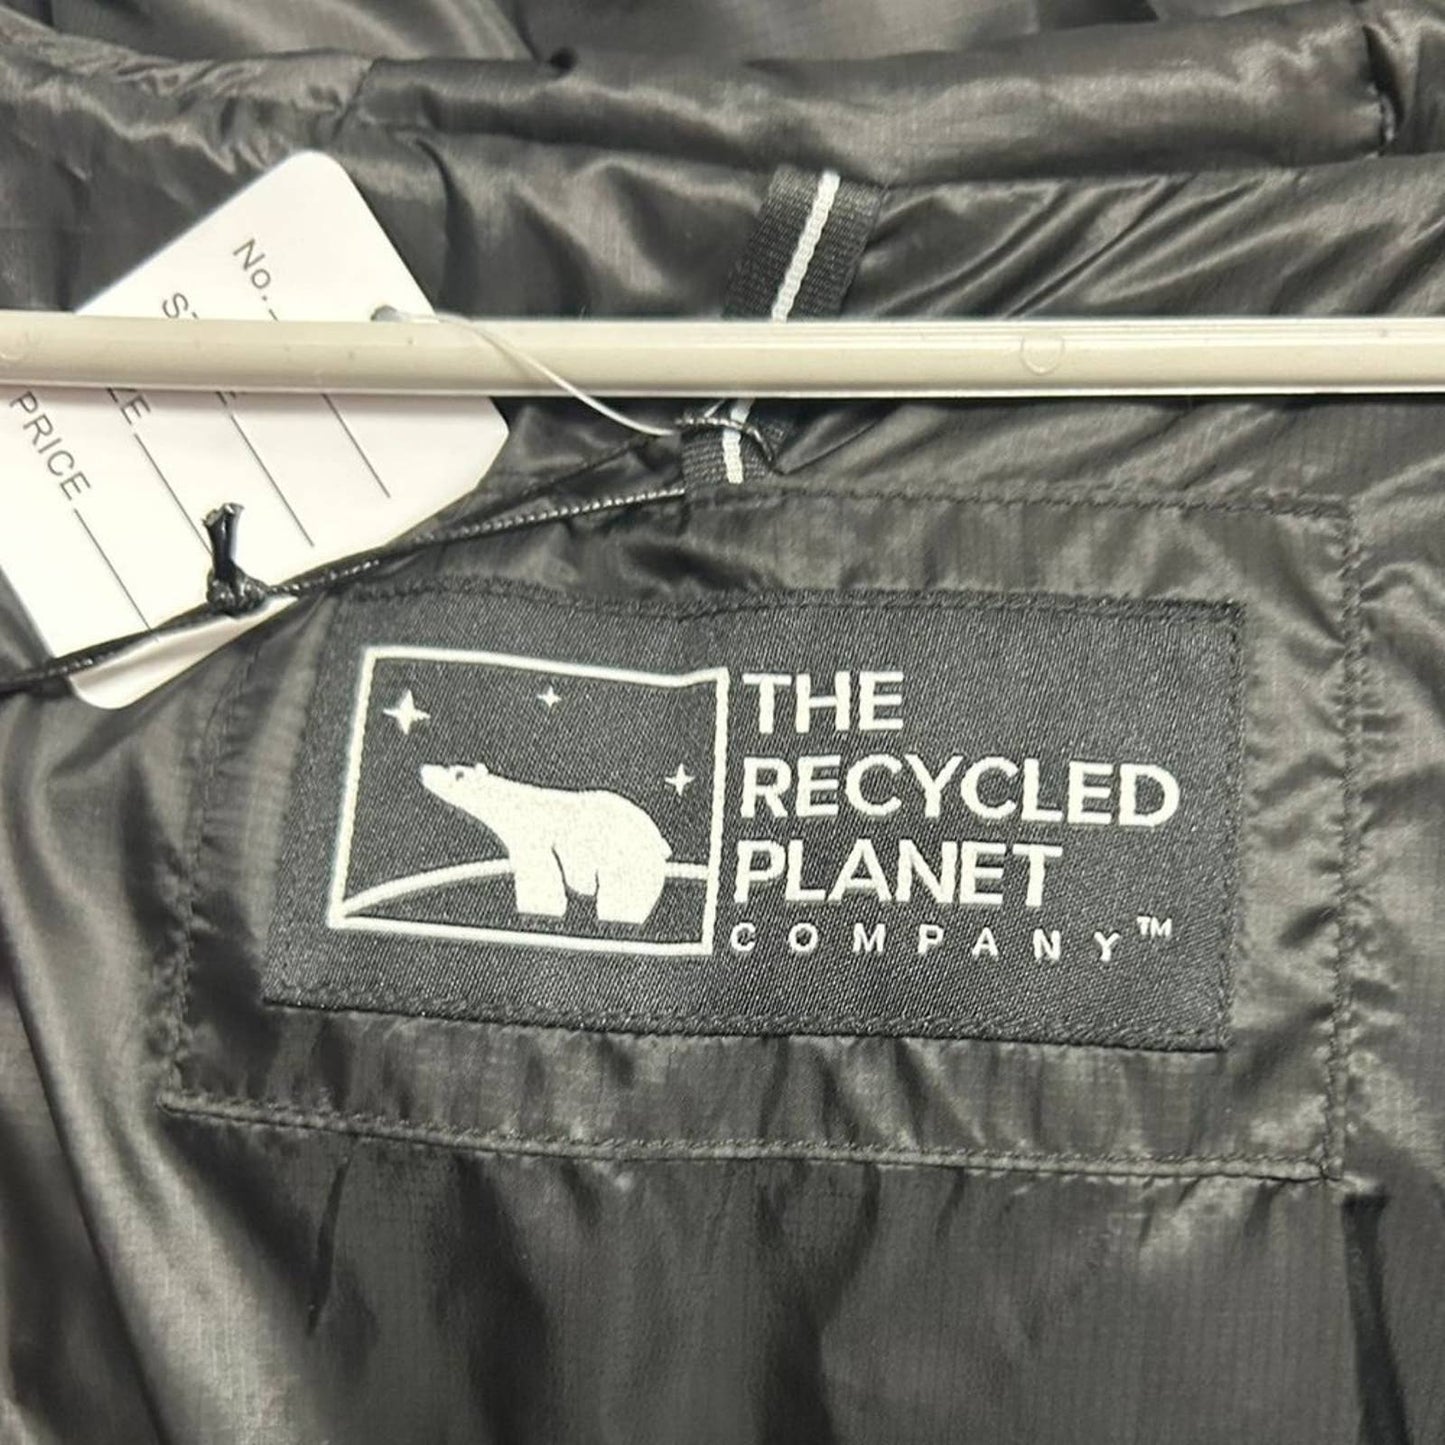 No.
PRICE
THE
RECYCLED
PLANET
COMPANY™